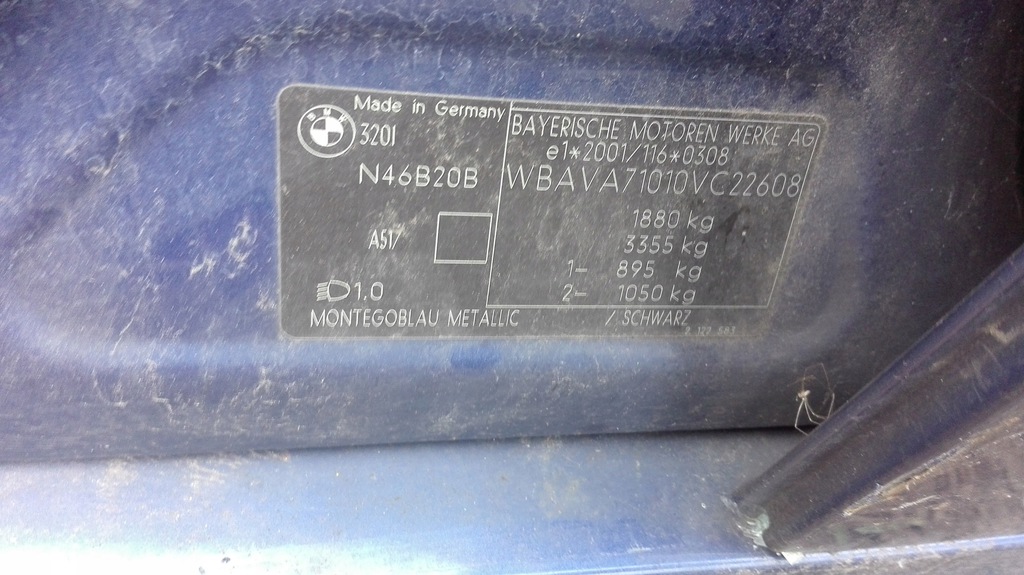 BMW
Made in Germany
320I
N46B20B
A51/
1.0
MONTEGOBLAU METALLIC / SCHWARZ
BAYERISCHE MOTOREN WERKE AG
e1*2001/116*0308
WBAVA71010VC22608
1880 kg
3355 kg
1- 895 kg
2- 1050 kg